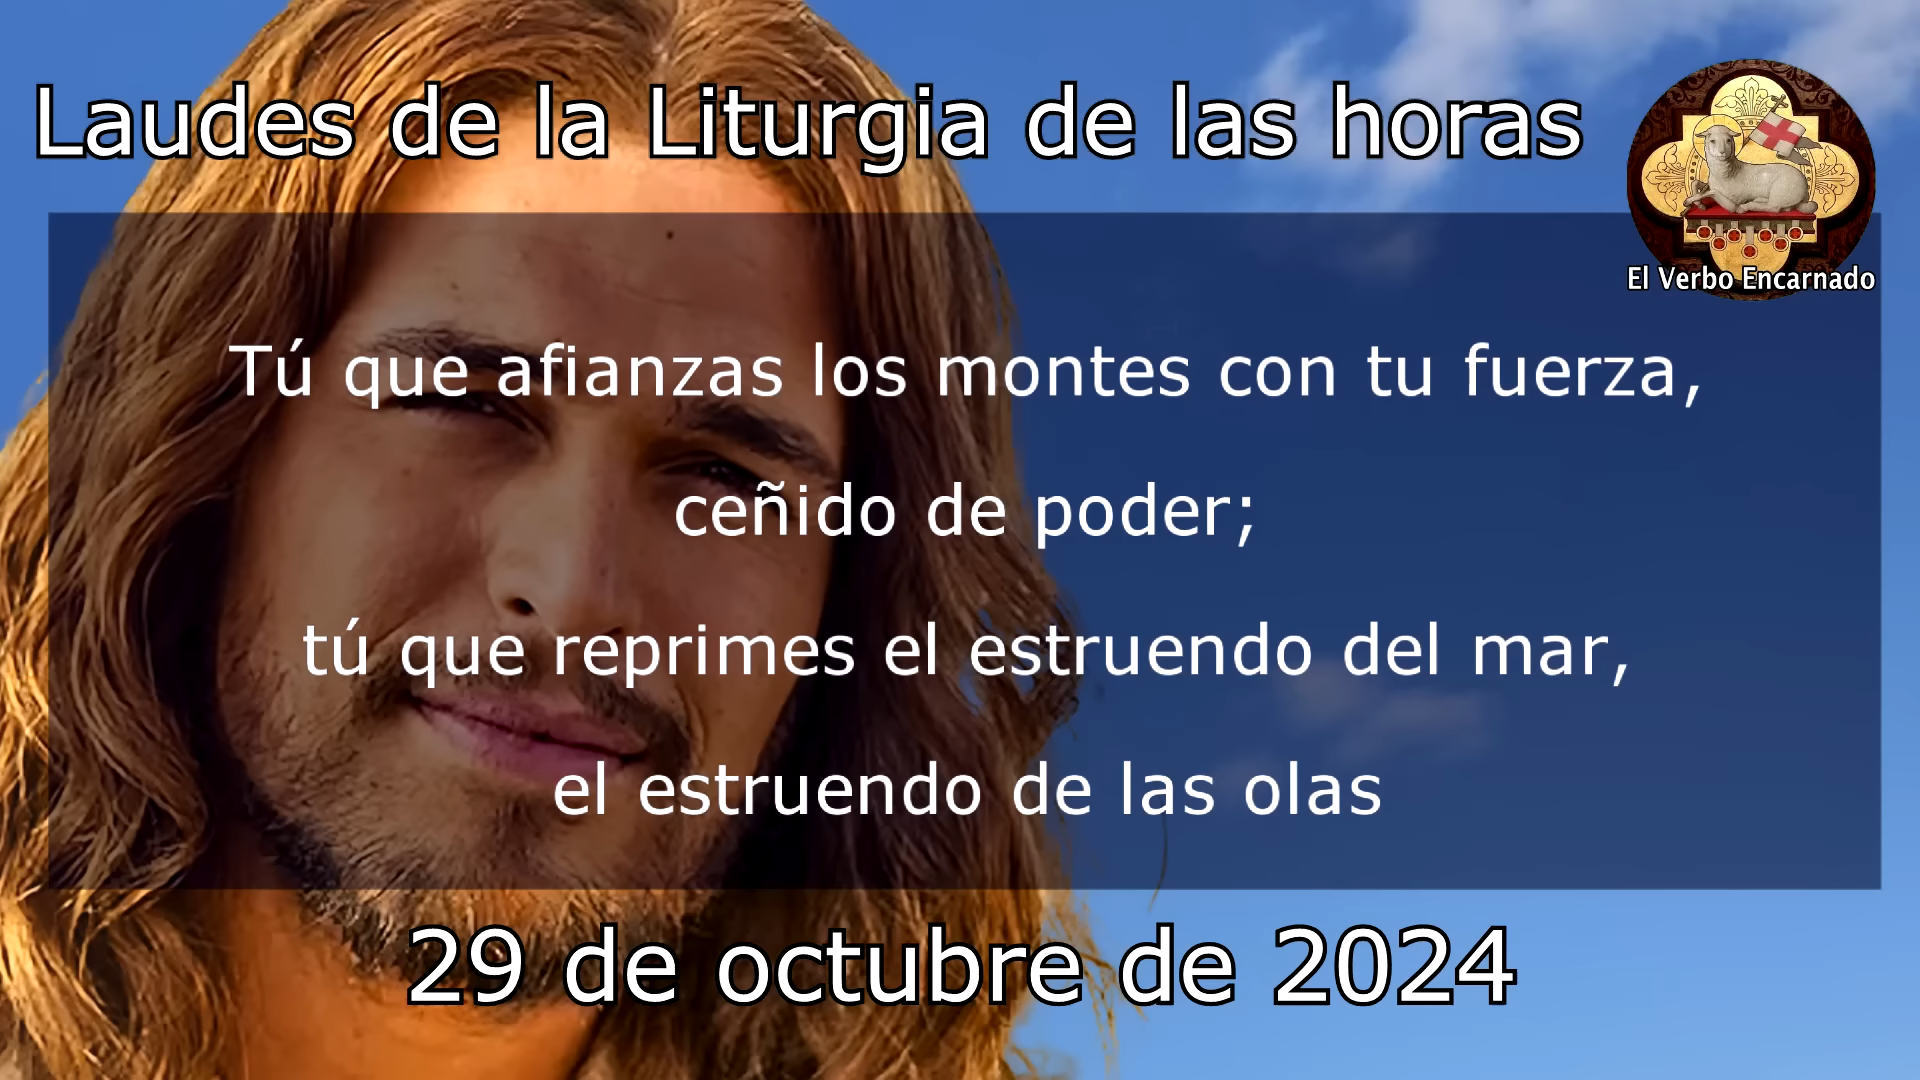 Laudes de la Liturgia de las horas
El Verbo Encarnado
Tú que afianzas los montes con tu fuerza,
ceñido de poder;
tú que reprimes el estruendo del mar,
el estruendo de las olas
29 de octubre de 2024